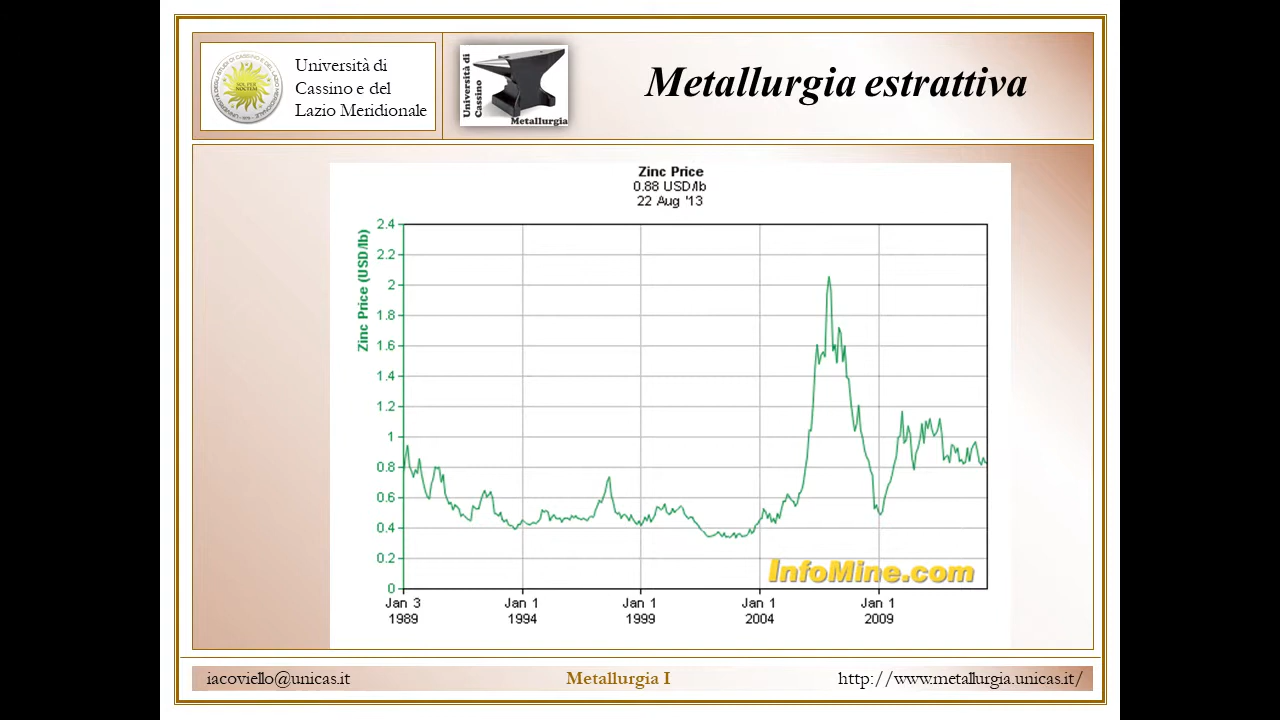 Università di
Cassino e del
Lazio Meridionale
Università di
Cassino
Metallurgia
Metallurgia estrattiva
Zinc Price
0.88 USD/lb
22 Aug '13
Zinc Price (USD/lb)
2.4
2.2
2
1.8
1.6
1.4
1.2
1
0.8
0.6
0.4
0.2
0
InfoMine.com
Jan 3 Jan 1 Jan 1 Jan 1 Jan 1
1989 1994 1999 2004 2009
iacoviello@unicas.it Metallurgia I http://www.metallurgia.unicas.it/